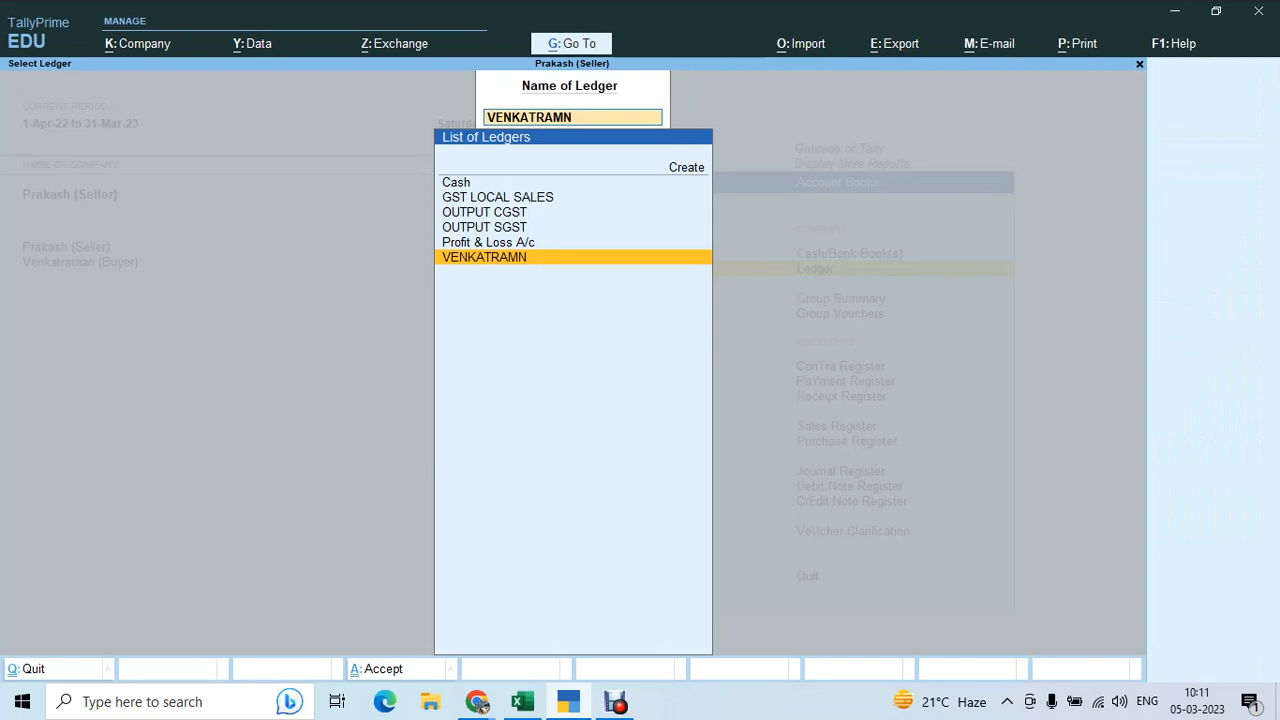 TallyPrime
EDU
MANAGE
K:Company
Y:Data
Z:Exchange
G:Go To
O:Import
E:Export
M:Email
P:Print
F1:Help
Select Ledger
Prakash (Seller)
×
CURRENT PERIOD
1-Apr-22 to 31-Mar-23
NAME OF COMPANY
Prakash (Seller)
Prakash (Seller)
Venkatraman (Buyer)
Name of Ledger
VENKATRAMN
List of Ledgers
Create
Cash
GST LOCAL SALES
OUTPUT CGST
OUTPUT SGST
Profit & Loss A/c
VENKATRAMN
Gateway of Tally
Display More Reports
Account Books
Cash/Bank Book(s)
Ledger
Group Summary
Group Vouchers
ConTra Register
PaYment Register
Receipt Register
Sales Register
Purchase Register
Journal Register
Debit Note Register
CrEdit Note Register
Quit
Q: Quit
A: Accept
Type here to search
21°C Haze
ENG
10:11
05-03-2023
1